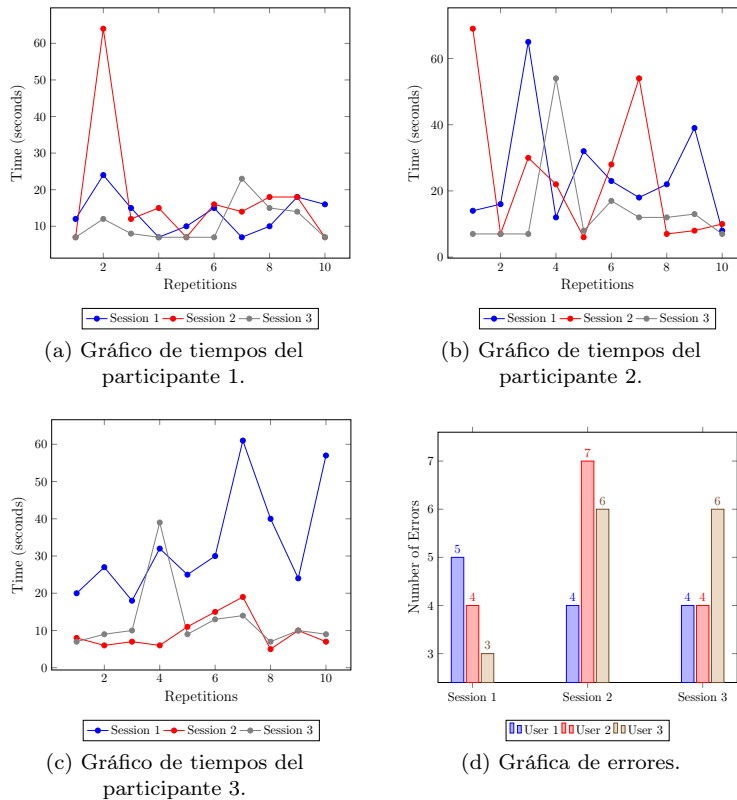 60
50
40
30
20
10
2
4
6
8
10
Time (seconds)
Repetitions
Session 1 Session 2 Session 3
(a) Gráfico de tiempos del
participante 1.
60
40
20
0
2
4
6
8
10
Time (seconds)
Repetitions
Session 1 Session 2 Session 3
(b) Gráfico de tiempos del
participante 2.
60
50
40
30
20
10
0
2
4
6
8
10
Time (seconds)
Repetitions
Session 1 Session 2 Session 3
(c) Gráfico de tiempos del
participante 3.
7
6
5
4
3
Number of Errors
5
4
3
4
7
6
4
4
6
Session 1
Session 2
Session 3
User 1 User 2 User 3
(d) Gráfica de errores.